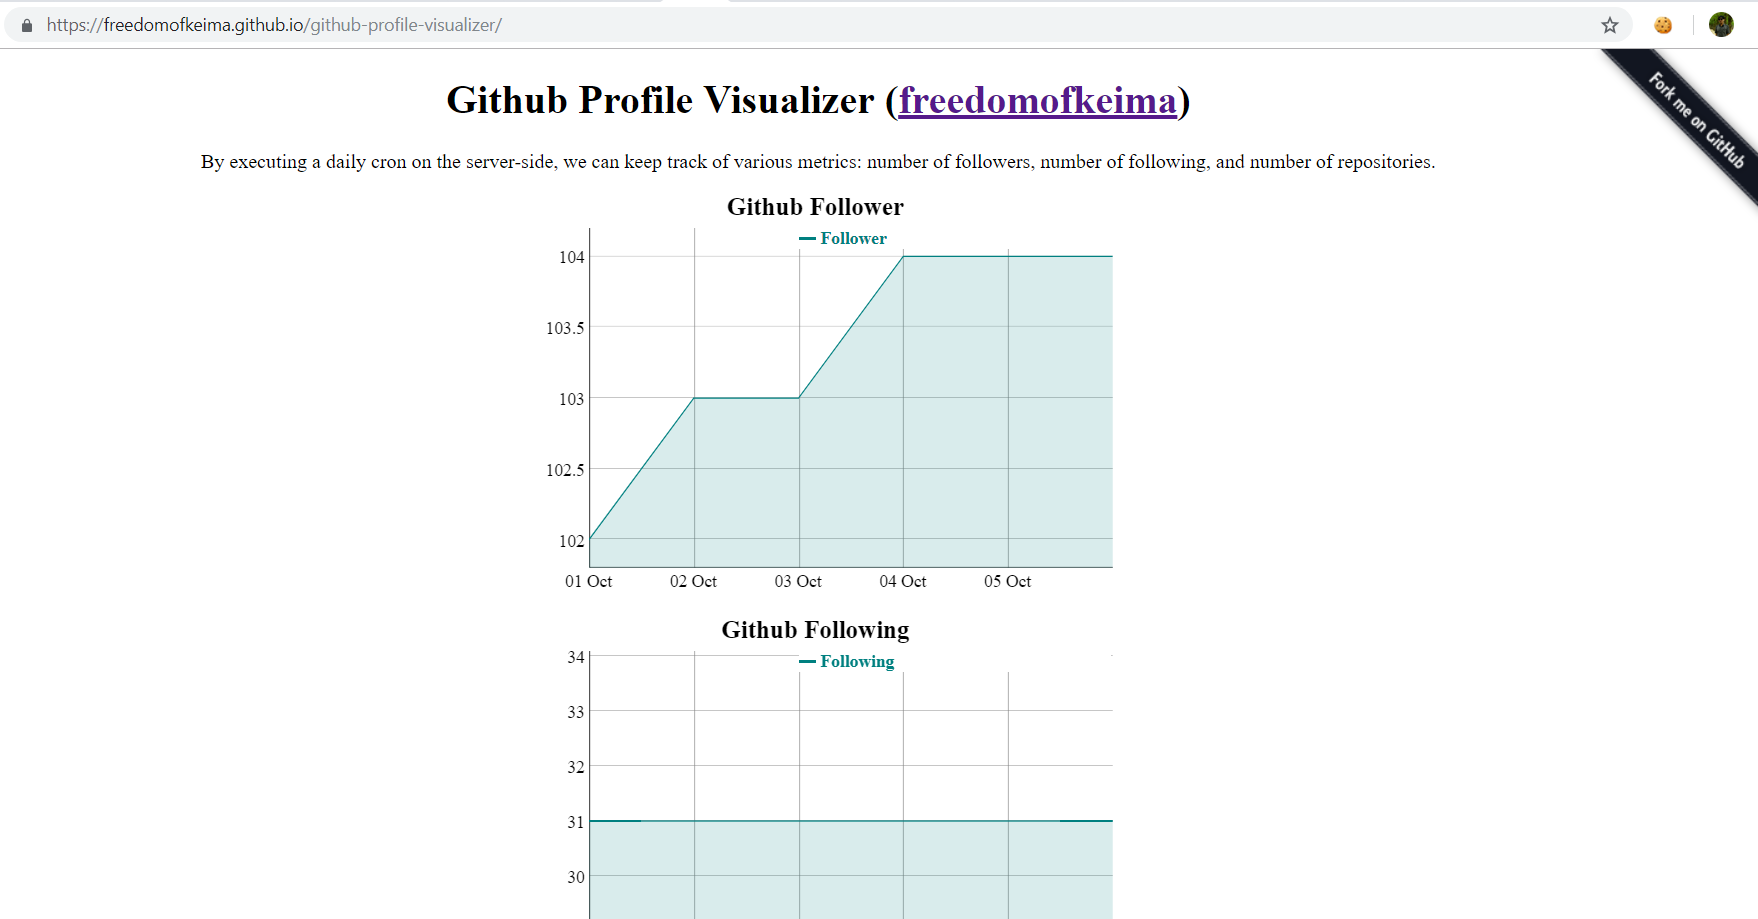 https://freedomofkeima.github.io/github-profile-visualizer/
Fork me on GitHub
Github Profile Visualizer (freedomofkeima)
By executing a daily cron on the server-side, we can keep track of various metrics: number of followers, number of following, and number of repositories.
Github Follower
Follower
104
103.5
103
102.5
102
01 Oct 02 Oct 03 Oct 04 Oct 05 Oct
Github Following
Following
34
33
32
31
30